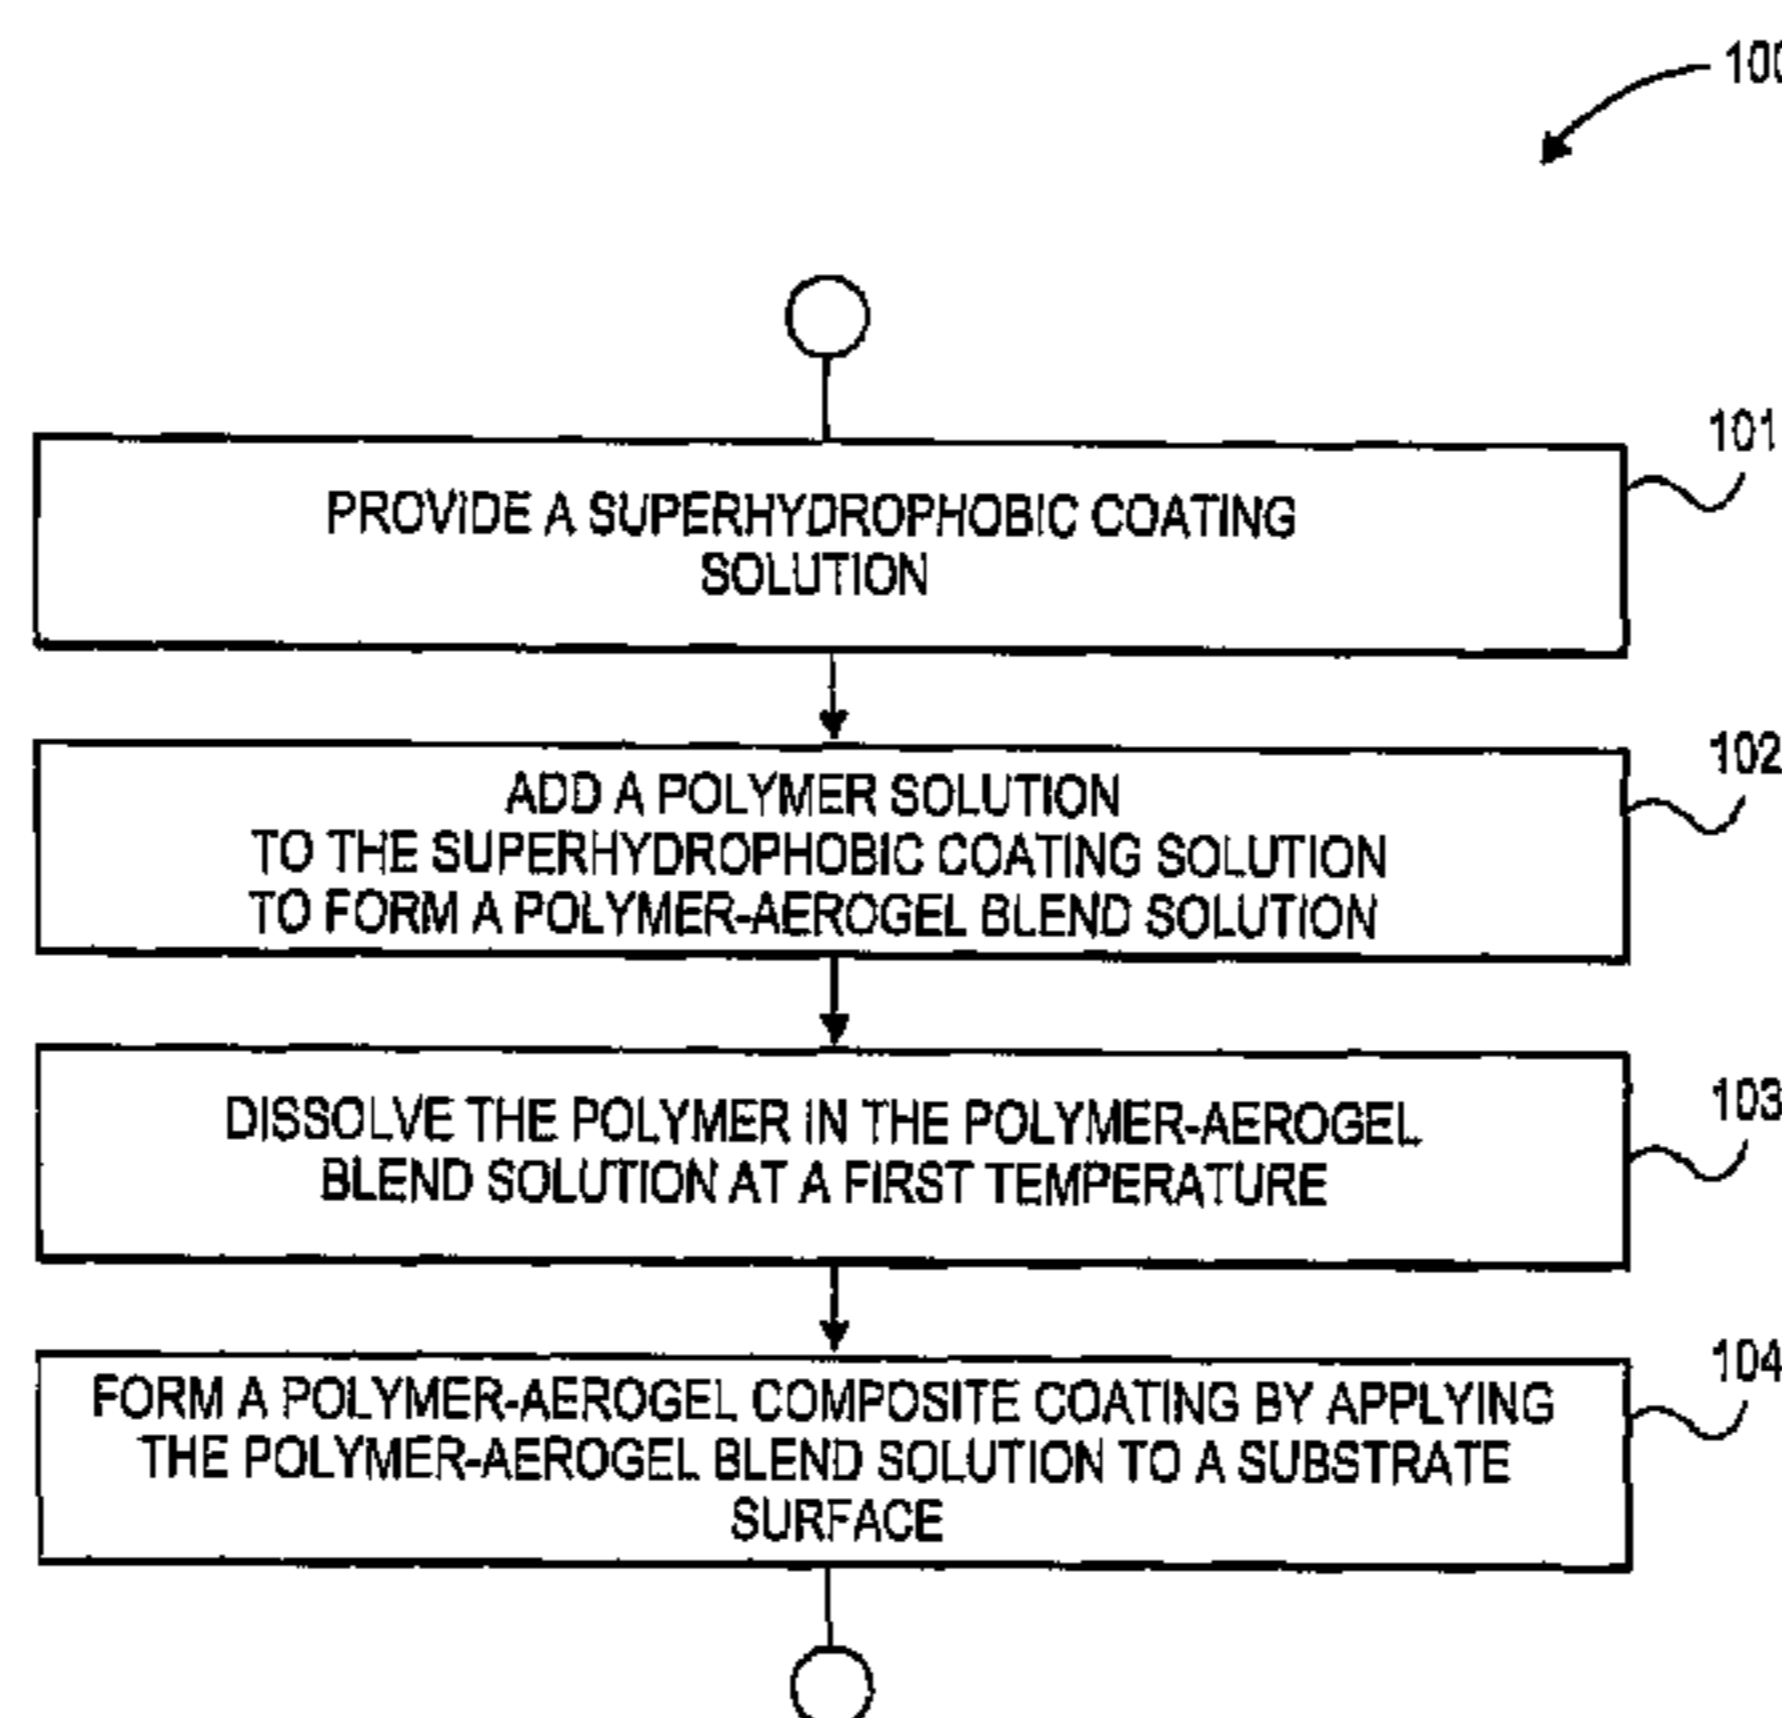 100
101
PROVIDE A SUPERHYDROPHOBIC COATING
SOLUTION
102
ADD A POLYMER SOLUTION
TO THE SUPERHYDROPHOBIC COATING SOLUTION
TO FORM A POLYMER-AEROGEL BLEND SOLUTION
103
DISSOLVE THE POLYMER IN THE POLYMER-AEROGEL
BLEND SOLUTION AT A FIRST TEMPERATURE
104
FORM A POLYMER-AEROGEL COMPOSITE COATING BY APPLYING
THE POLYMER-AEROGEL BLEND SOLUTION TO A SUBSTRATE
SURFACE